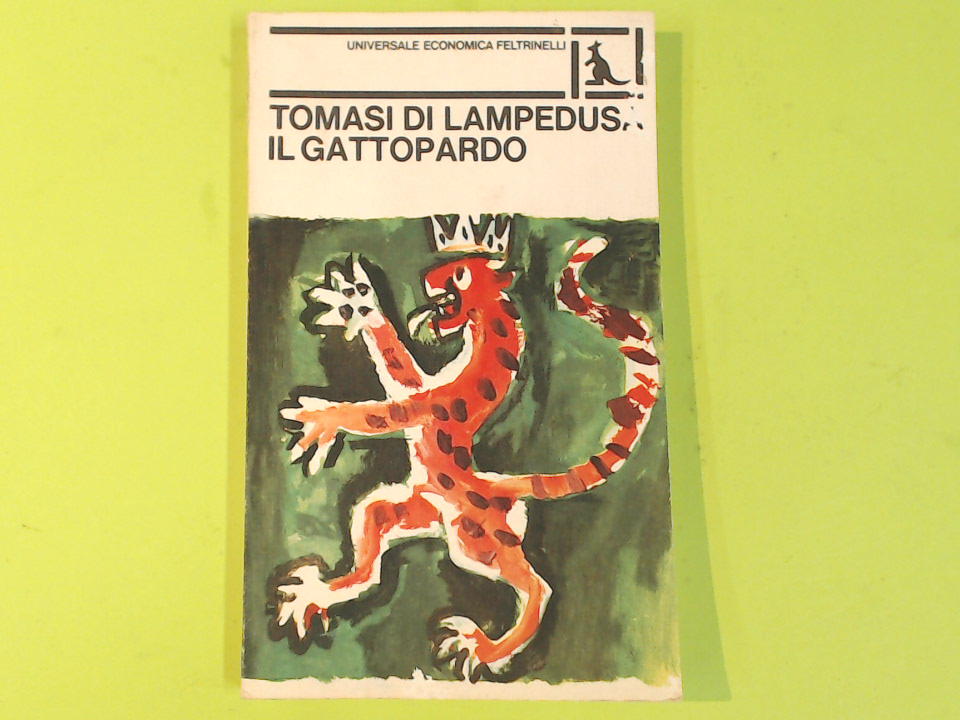 UNIVERSALE ECONOMICA FELTRINELLI
TOMASI DI LAMPEDUSA
IL GATTOPARDO